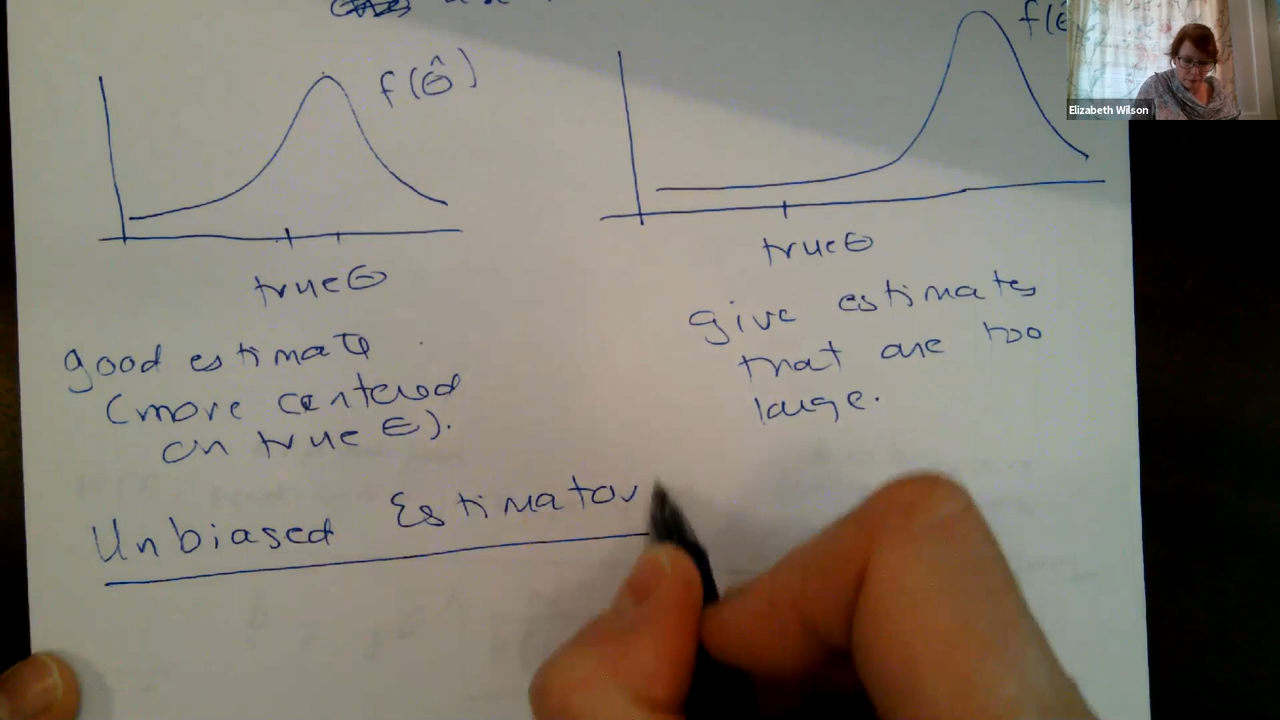 f(θ̂)
f(θ̂
Elizabeth Wilson
true θ
true θ
good estimate
(more centered
on true θ).
give estimates
that are too
large.
Unbiased Estimator